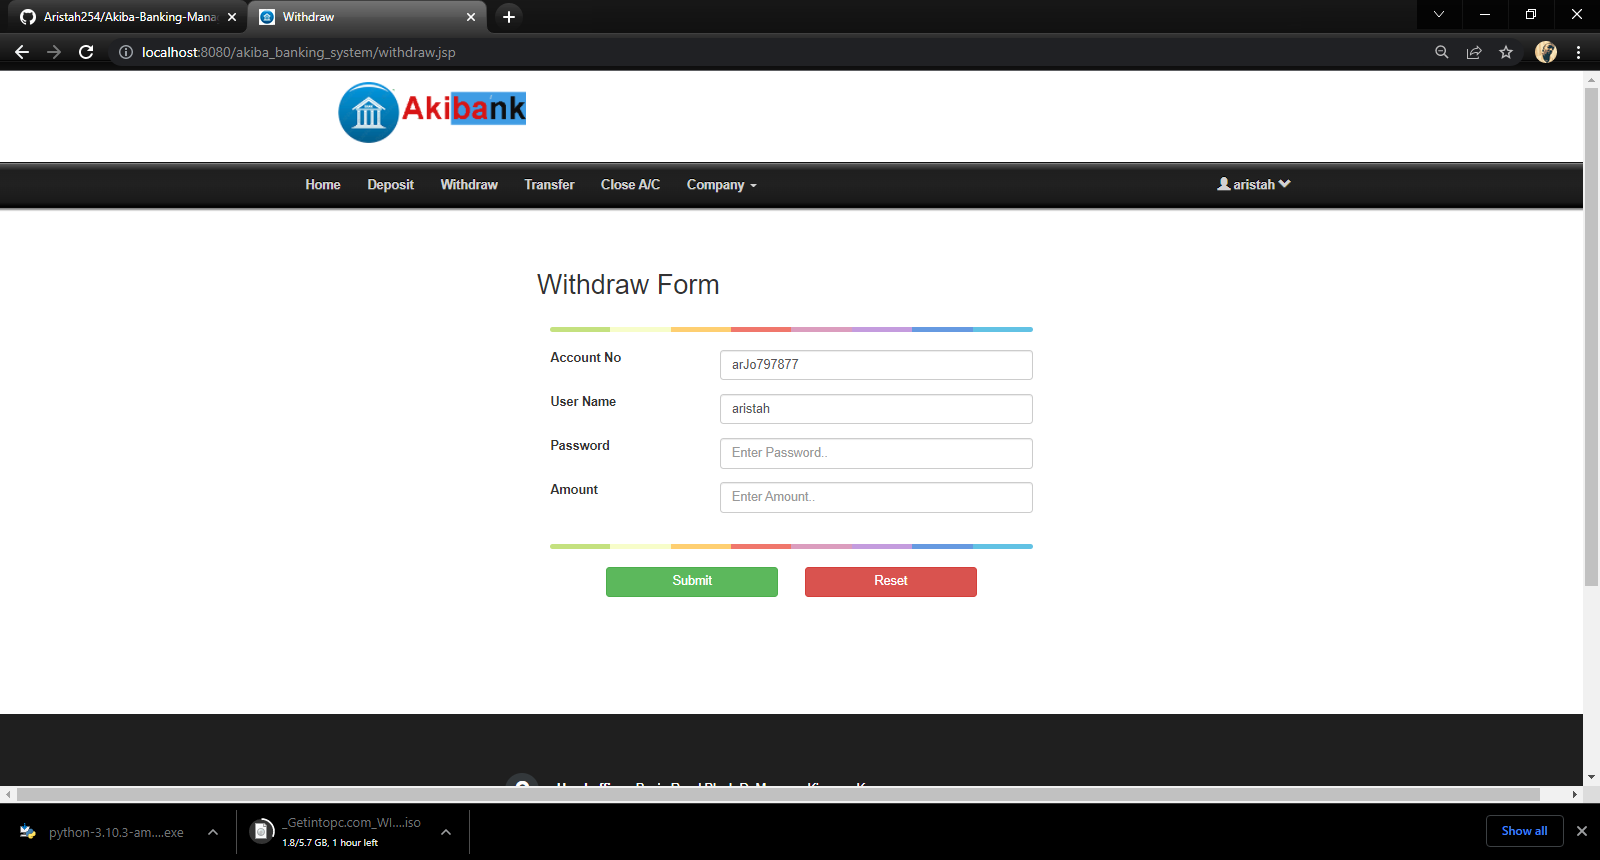 Aristah254/Akiba-Banking-Mana
Withdraw
localhost:8080/akiba_banking_system/withdraw.jsp
Akibank
Home Deposit Withdraw Transfer Close A/C Company aristah
Withdraw Form
Account No arJo797877
User Name aristah
Password Enter Password..
Amount Enter Amount..
Submit Reset
python-3.10.3-am....exe
_Getintopc.com_WI....iso
1.8/5.7 GB, 1 hour left
Show all